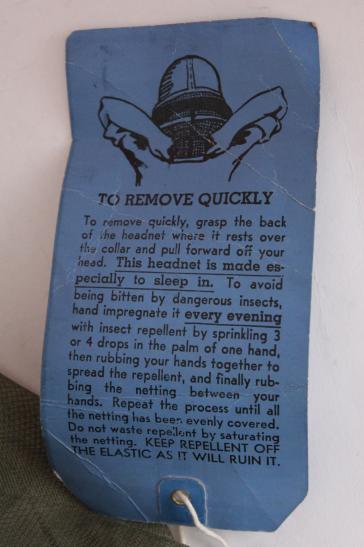 TO REMOVE QUICKLY
To remove quickly, grasp the back
of the headnet where it rests over
the collar and pull forward off your
head. This headnet is made es-
pecially to sleep in. To avoid
being bitten by dangerous insects,
hand impregnate it every evening
with insect repellent by sprinkling 3
or 4 drops in the palm of one hand,
then rubbing your hands together to
spread the repellent, and finally rub-
bing the netting between your
hands. Repeat the process until all
the netting has been evenly covered.
Do not waste repellent by saturating
the netting. KEEP REPELLENT OFF
THE ELASTIC AS IT WILL RUIN IT.